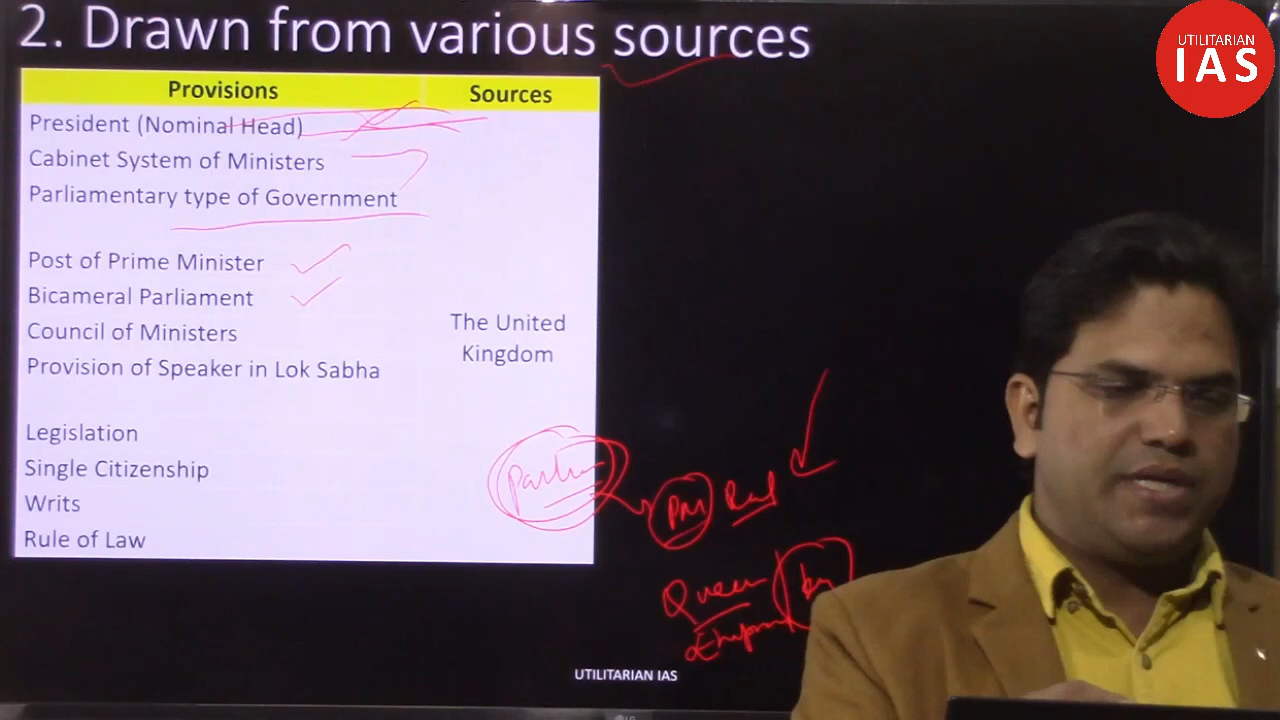 2. Drawn from various sources
UTILITARIAN
IAS
Provisions
Sources
President (Nominal Head)
Cabinet System of Ministers
Parliamentary type of Government
Post of Prime Minister
Bicameral Parliament
Council of Ministers
Provision of Speaker in Lok Sabha
The United
Kingdom
Legislation
Single Citizenship
Writs
Rule of Law
PM Real
Queen
UTILITARIAN IAS
LG